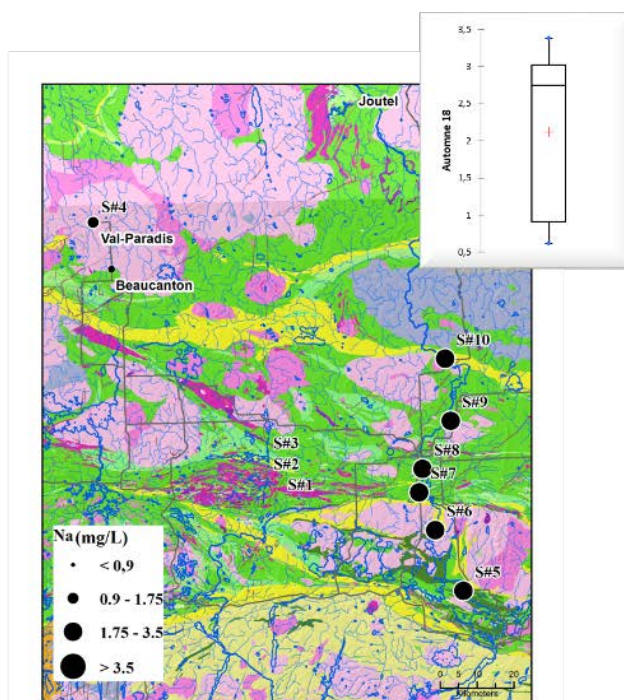 3,5
3
2,5
2
1,5
1
0,5
Automne 18
Joutel
S#4
Val-Paradis
Beaucanton
S#10
S#9
S#3
S#8
S#2
S#7
S#1
S#6
S#5
Na(mg/L)
< 0,9
0.9 - 1.75
1.75 - 3.5
> 3.5
0 5 10 20
Kilometers